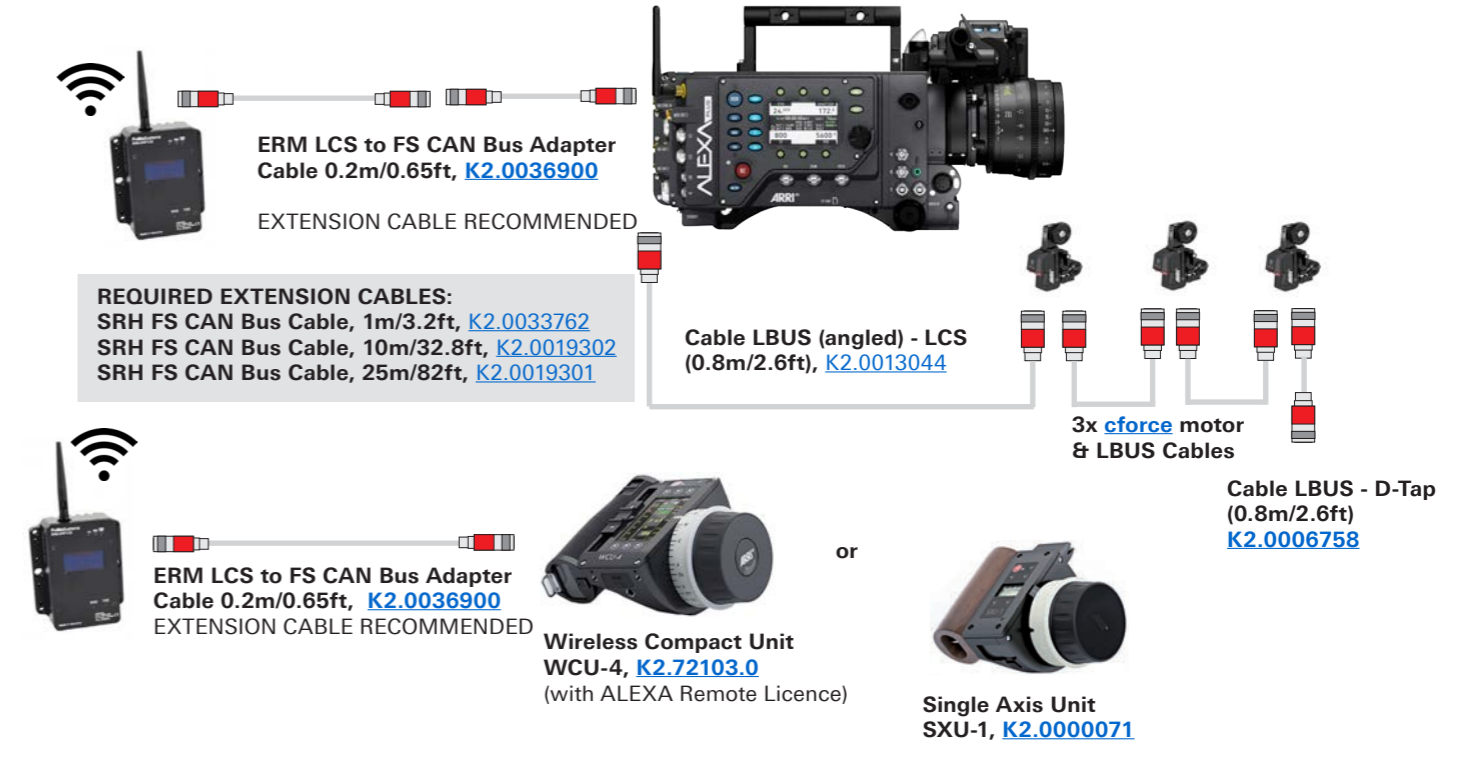 ERM LCS to FS CAN Bus Adapter
Cable 0.2m/0.65ft, K2.0036900
EXTENSION CABLE RECOMMENDED
ALEXA
ARRI
REQUIRED EXTENSION CABLES:
SRH FS CAN Bus Cable, 1m/3.2ft, K2.0033762
SRH FS CAN Bus Cable, 10m/32.8ft, K2.0019302
SRH FS CAN Bus Cable, 25m/82ft, K2.0019301
Cable LBUS (angled) - LCS
(0.8m/2.6ft), K2.0013044
3x cforce motor
& LBUS Cables
Cable LBUS - D-Tap
(0.8m/2.6ft)
K2.0006758
ERM LCS to FS CAN Bus Adapter
Cable 0.2m/0.65ft, K2.0036900
EXTENSION CABLE RECOMMENDED
WCU-4
ARRI
or
Wireless Compact Unit
WCU-4, K2.72103.0
(with ALEXA Remote Licence)
Single Axis Unit
SXU-1, K2.0000071